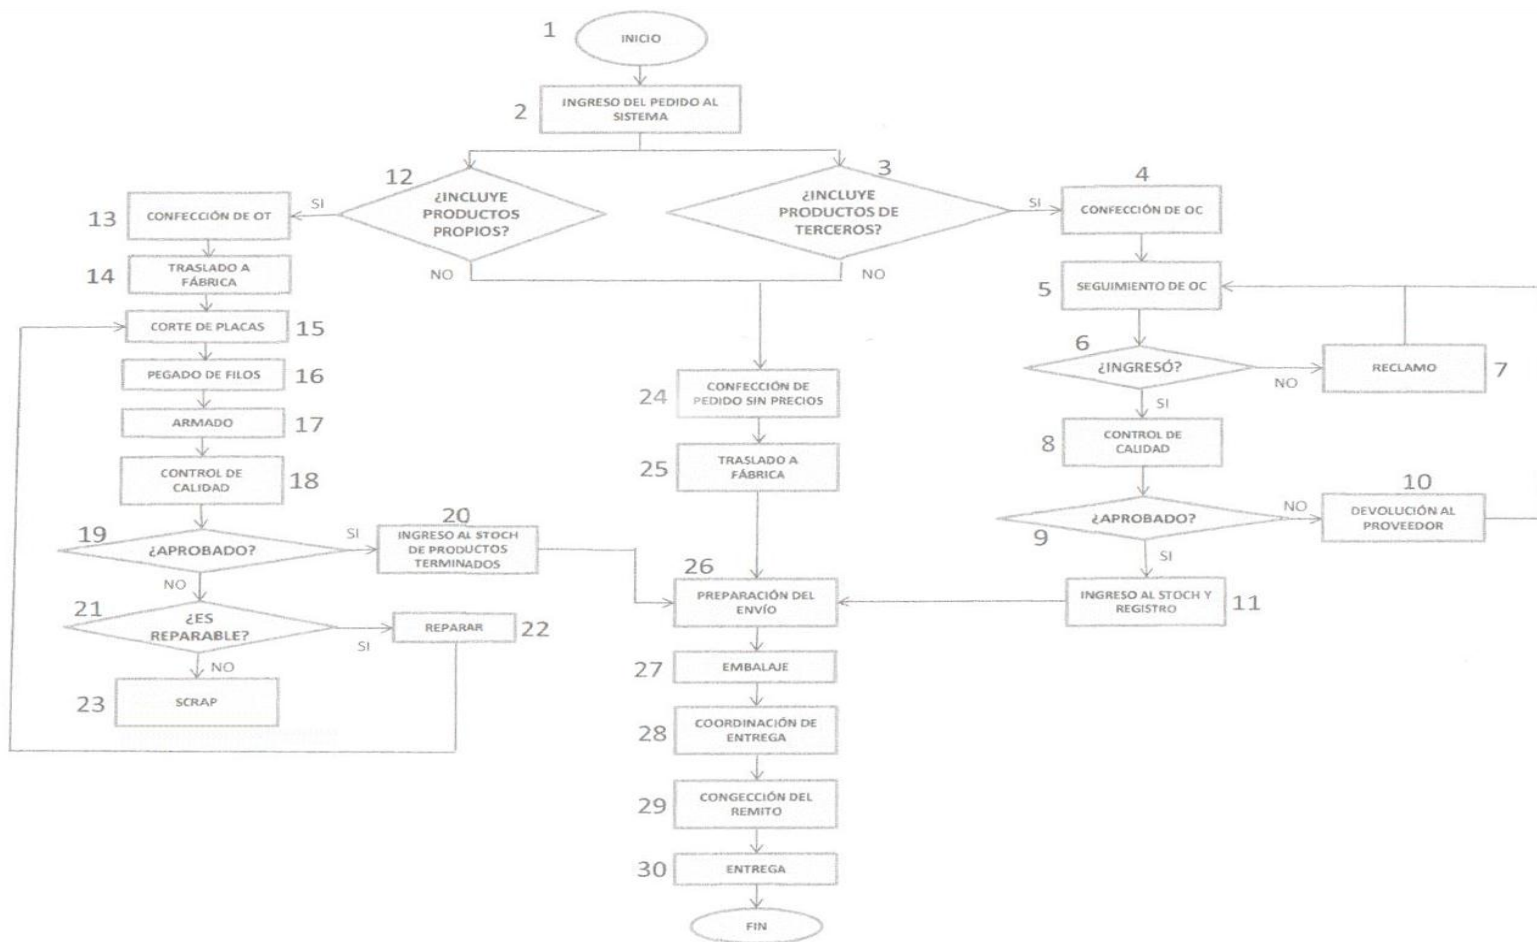 1
INICIO
2
INGRESO DEL PEDIDO AL
SISTEMA
12
¿INCLUYE
PRODUCTOS
PROPIOS?
SI
NO
3
¿INCLUYE
PRODUCTOS DE
TERCEROS?
SI
NO
4
CONFECCIÓN DE OC
5
SEGUIMIENTO DE OC
6
¿INGRESÓ?
NO
SI
RECLAMO
7
8
CONTROL DE
CALIDAD
9
¿APROBADO?
NO
SI
10
DEVOLUCIÓN AL
PROVEEDOR
INGRESO AL STOCH Y
REGISTRO
11
13
CONFECCIÓN DE OT
14
TRASLADO A
FÁBRICA
CORTE DE PLACAS
15
PEGADO DE FILOS
16
ARMADO
17
CONTROL DE
CALIDAD
18
19
¿APROBADO?
SI
NO
20
INGRESO AL STOCH
DE PRODUCTOS
TERMINADOS
21
¿ES
REPARABLE?
SI
NO
REPARAR
22
23
SCRAP
24
CONFECCIÓN DE
PEDIDO SIN PRECIOS
25
TRASLADO A
FÁBRICA
26
PREPARACIÓN DEL
ENVÍO
27
EMBALAJE
28
COORDINACIÓN DE
ENTREGA
29
CONGECCIÓN DEL
REMITO
30
ENTREGA
FIN